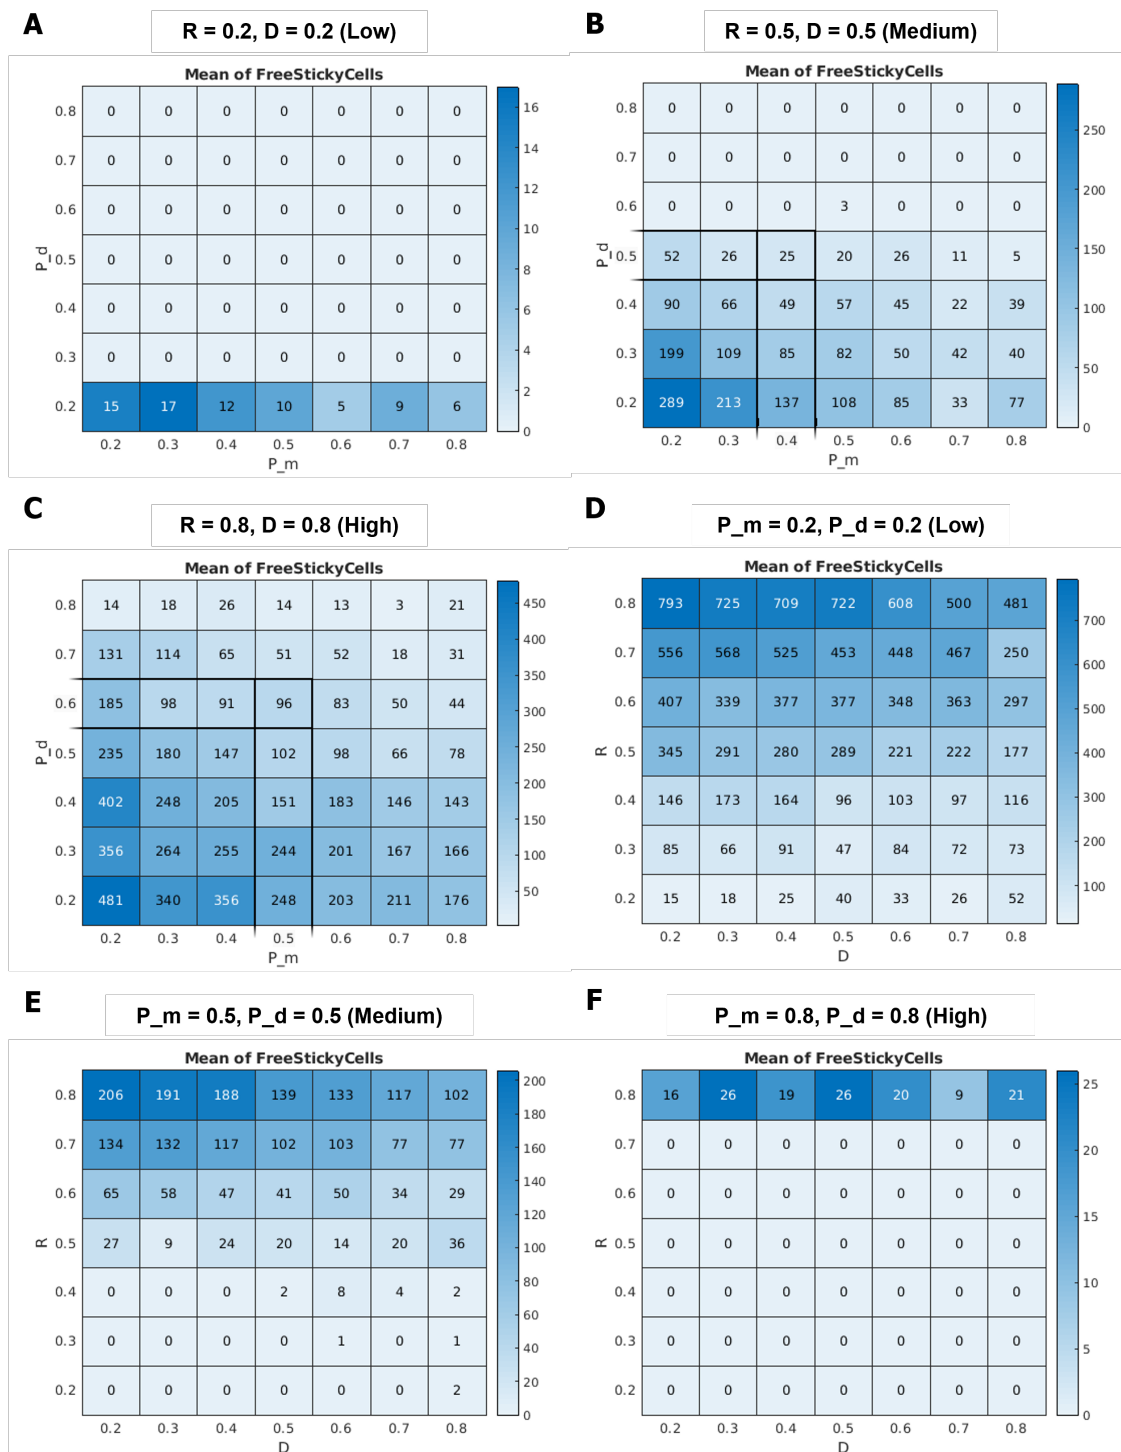 A
R = 0.2, D = 0.2 (Low)
Mean of FreeStickyCells
P_d
0.8 0 0 0 0 0 0 0
0.7 0 0 0 0 0 0 0
0.6 0 0 0 0 0 0 0
0.5 0 0 0 0 0 0 0
0.4 0 0 0 0 0 0 0
0.3 0 0 0 0 0 0 0
0.2 15 17 12 10 5 9 6
0.2 0.3 0.4 0.5 0.6 0.7 0.8
P_m
16
14
12
10
8
6
4
2
0
B
R = 0.5, D = 0.5 (Medium)
Mean of FreeStickyCells
P_d
0.8 0 0 0 0 0 0 0
0.7 0 0 0 0 0 0 0
0.6 0 0 0 3 0 0 0
0.5 52 26 25 20 26 11 5
0.4 90 66 49 57 45 22 39
0.3 199 109 85 82 50 42 40
0.2 289 213 137 108 85 33 77
0.2 0.3 0.4 0.5 0.6 0.7 0.8
P_m
250
200
150
100
50
0
C
R = 0.8, D = 0.8 (High)
Mean of FreeStickyCells
P_d
0.8 14 18 26 14 13 3 21
0.7 131 114 65 51 52 18 31
0.6 185 98 91 96 83 50 44
0.5 235 180 147 102 98 66 78
0.4 402 248 205 151 183 146 143
0.3 356 264 255 244 201 167 166
0.2 481 340 356 248 203 211 176
0.2 0.3 0.4 0.5 0.6 0.7 0.8
P_m
450
400
350
300
250
200
150
100
50
D
P_m = 0.2, P_d = 0.2 (Low)
Mean of FreeStickyCells
R
0.8 793 725 709 722 608 500 481
0.7 556 568 525 453 448 467 250
0.6 407 339 377 377 348 363 297
0.5 345 291 280 289 221 222 177
0.4 146 173 164 96 103 97 116
0.3 85 66 91 47 84 72 73
0.2 15 18 25 40 33 26 52
0.2 0.3 0.4 0.5 0.6 0.7 0.8
D
700
600
500
400
300
200
100
E
P_m = 0.5, P_d = 0.5 (Medium)
Mean of FreeStickyCells
R
0.8 206 191 188 139 133 117 102
0.7 134 132 117 102 103 77 77
0.6 65 58 47 41 50 34 29
0.5 27 9 24 20 14 20 36
0.4 0 0 0 2 8 4 2
0.3 0 0 0 0 1 0 1
0.2 0 0 0 0 0 0 2
0.2 0.3 0.4 0.5 0.6 0.7 0.8
D
200
180
160
140
120
100
80
60
40
20
0
F
P_m = 0.8, P_d = 0.8 (High)
Mean of FreeStickyCells
R
0.8 16 26 19 26 20 9 21
0.7 0 0 0 0 0 0 0
0.6 0 0 0 0 0 0 0
0.5 0 0 0 0 0 0 0
0.4 0 0 0 0 0 0 0
0.3 0 0 0 0 0 0 0
0.2 0 0 0 0 0 0 0
0.2 0.3 0.4 0.5 0.6 0.7 0.8
D
25
20
15
10
5
0